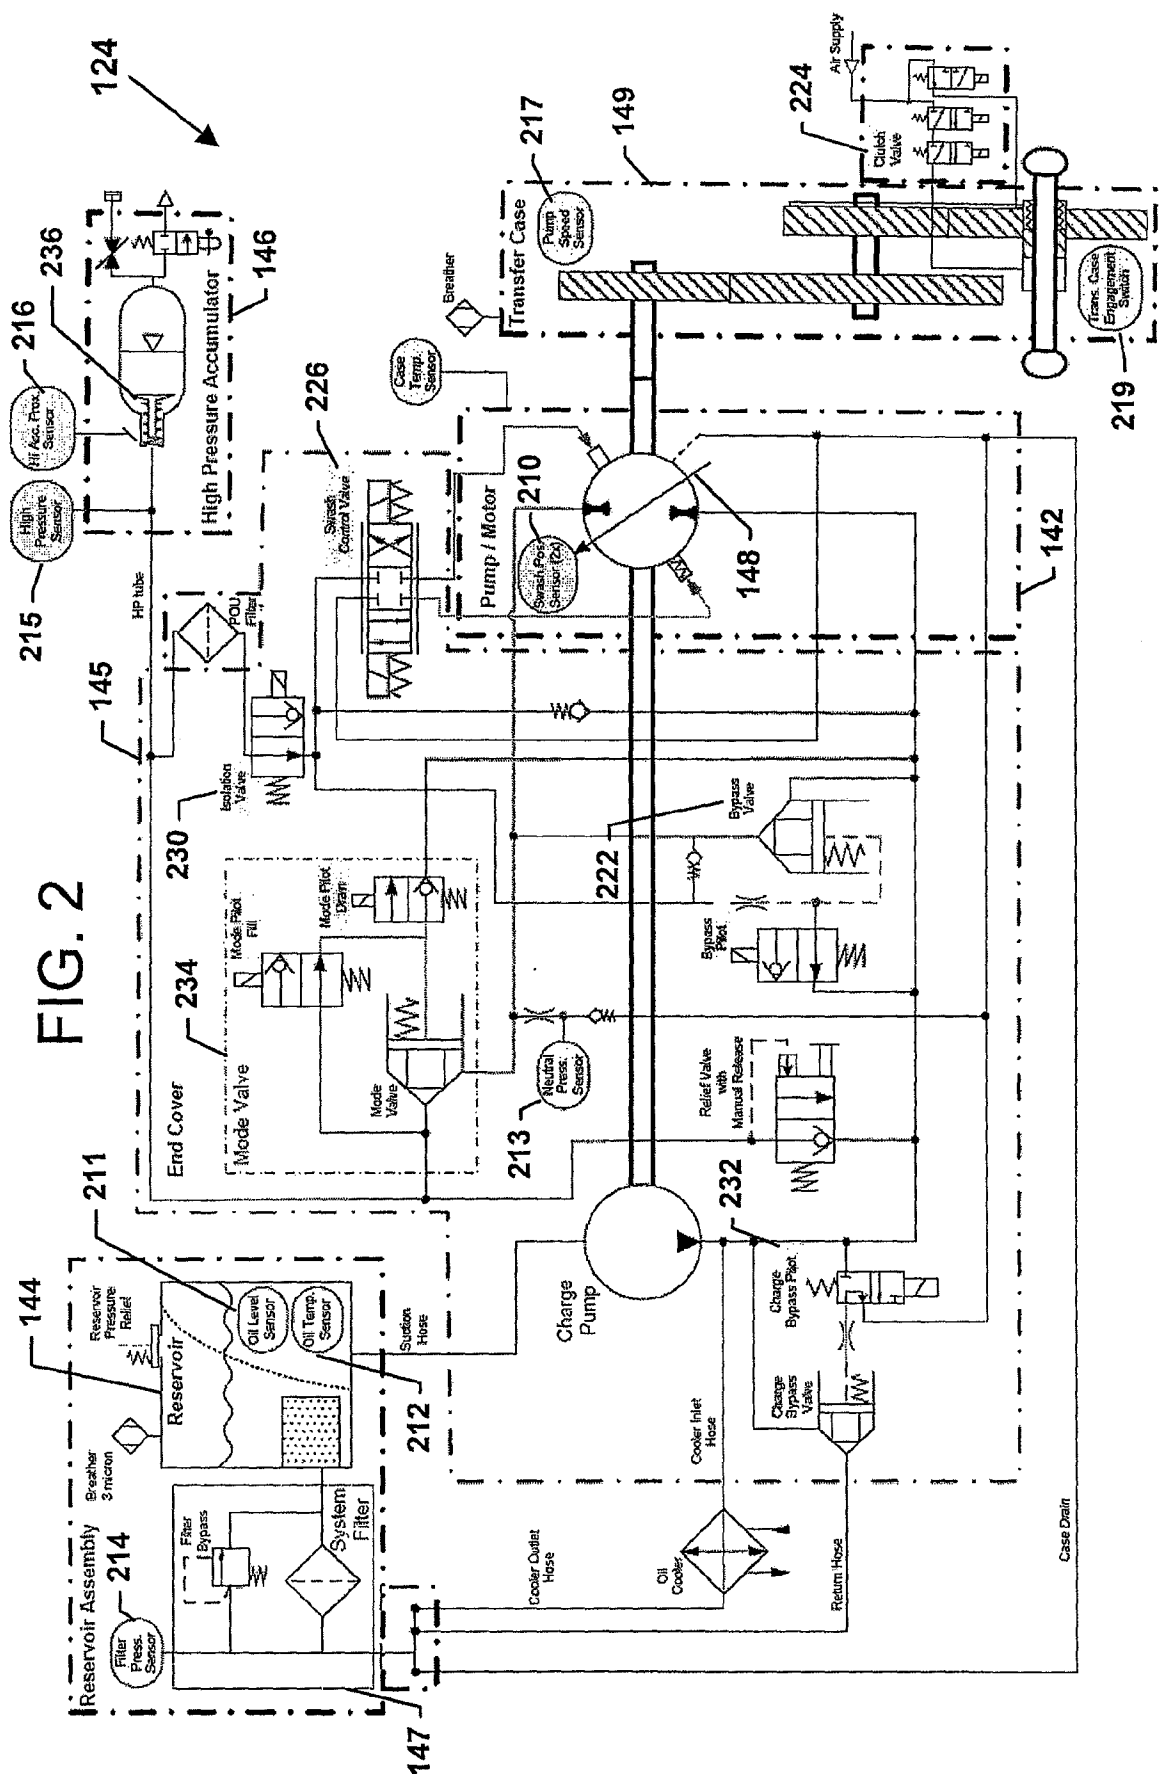 FIG. 2
124
Reservoir Assembly
214
Filter
Press.
Sensor
Filter
Bypass
System
Filter
147
Breather
3 micron
144
Reservoir
Pressure
Relief
Reservoir
211
Oil Level
Sensor
Oil Temp.
Sensor
212
Suction
Hose
Cooler Outlet
Hose
Oil
Cooler
Cooler Inlet
Hose
Return Hose
Case Drain
End Cover
145
234
Mode Valve
Mode
Valve
Mode Pilot
Fill
Mode Pilot
Drain
230
Isolation
Valve
HP tube
POU
Filter
215
High
Pressure
Sensor
216
Hi Acc. Prox.
Sensor
236
High Pressure Accumulator
146
226
Swash
Control Valve
Case
Temp.
Sensor
Breather
Pump / Motor
210
Swash Pos.
Sensor (2x)
148
142
Charge
Pump
213
Neutral
Press.
Sensor
222
Bypass
Valve
Bypass
Pilot
Relief Valve
with
Manual Release
232
Charge
Bypass Pilot
Charge
Bypass
Valve
Transfer Case
217
Pump
Speed
Sensor
149
224
Clutch
Valve
Air Supply
Trans. Case
Engagement
Switch
219